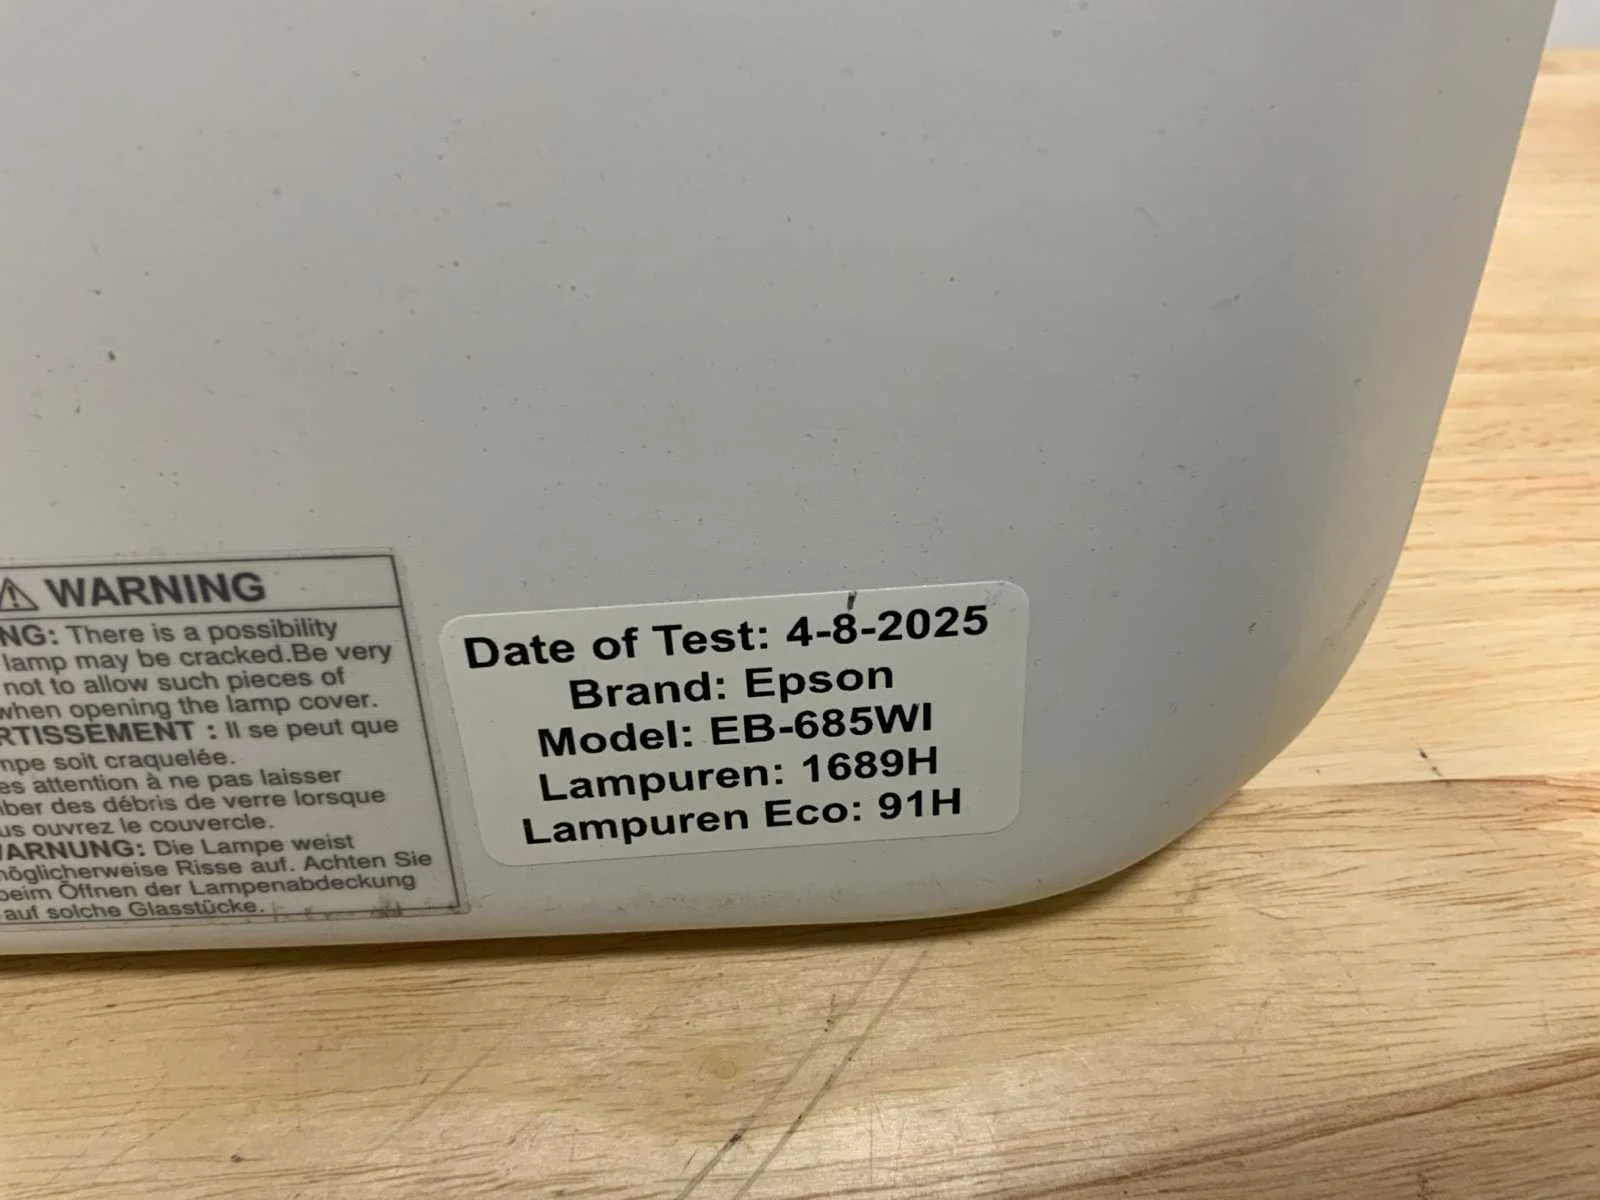 WARNING
NG: There is a possibility
lamp may be cracked.Be very
not to allow such pieces of
when opening the lamp cover.
RTISSEMENT : Il se peut que
mpe soit craquelée.
es attention à ne pas laisser
ber des débris de verre lorsque
us ouvrez le couvercle.
ARNUNG: Die Lampe weist
möglicherweise Risse auf. Achten Sie
beim Öffnen der Lampenabdeckung
auf solche Glasstücke.
Date of Test: 4-8-2025
Brand: Epson
Model: EB-685WI
Lampuren: 1689H
Lampuren Eco: 91H